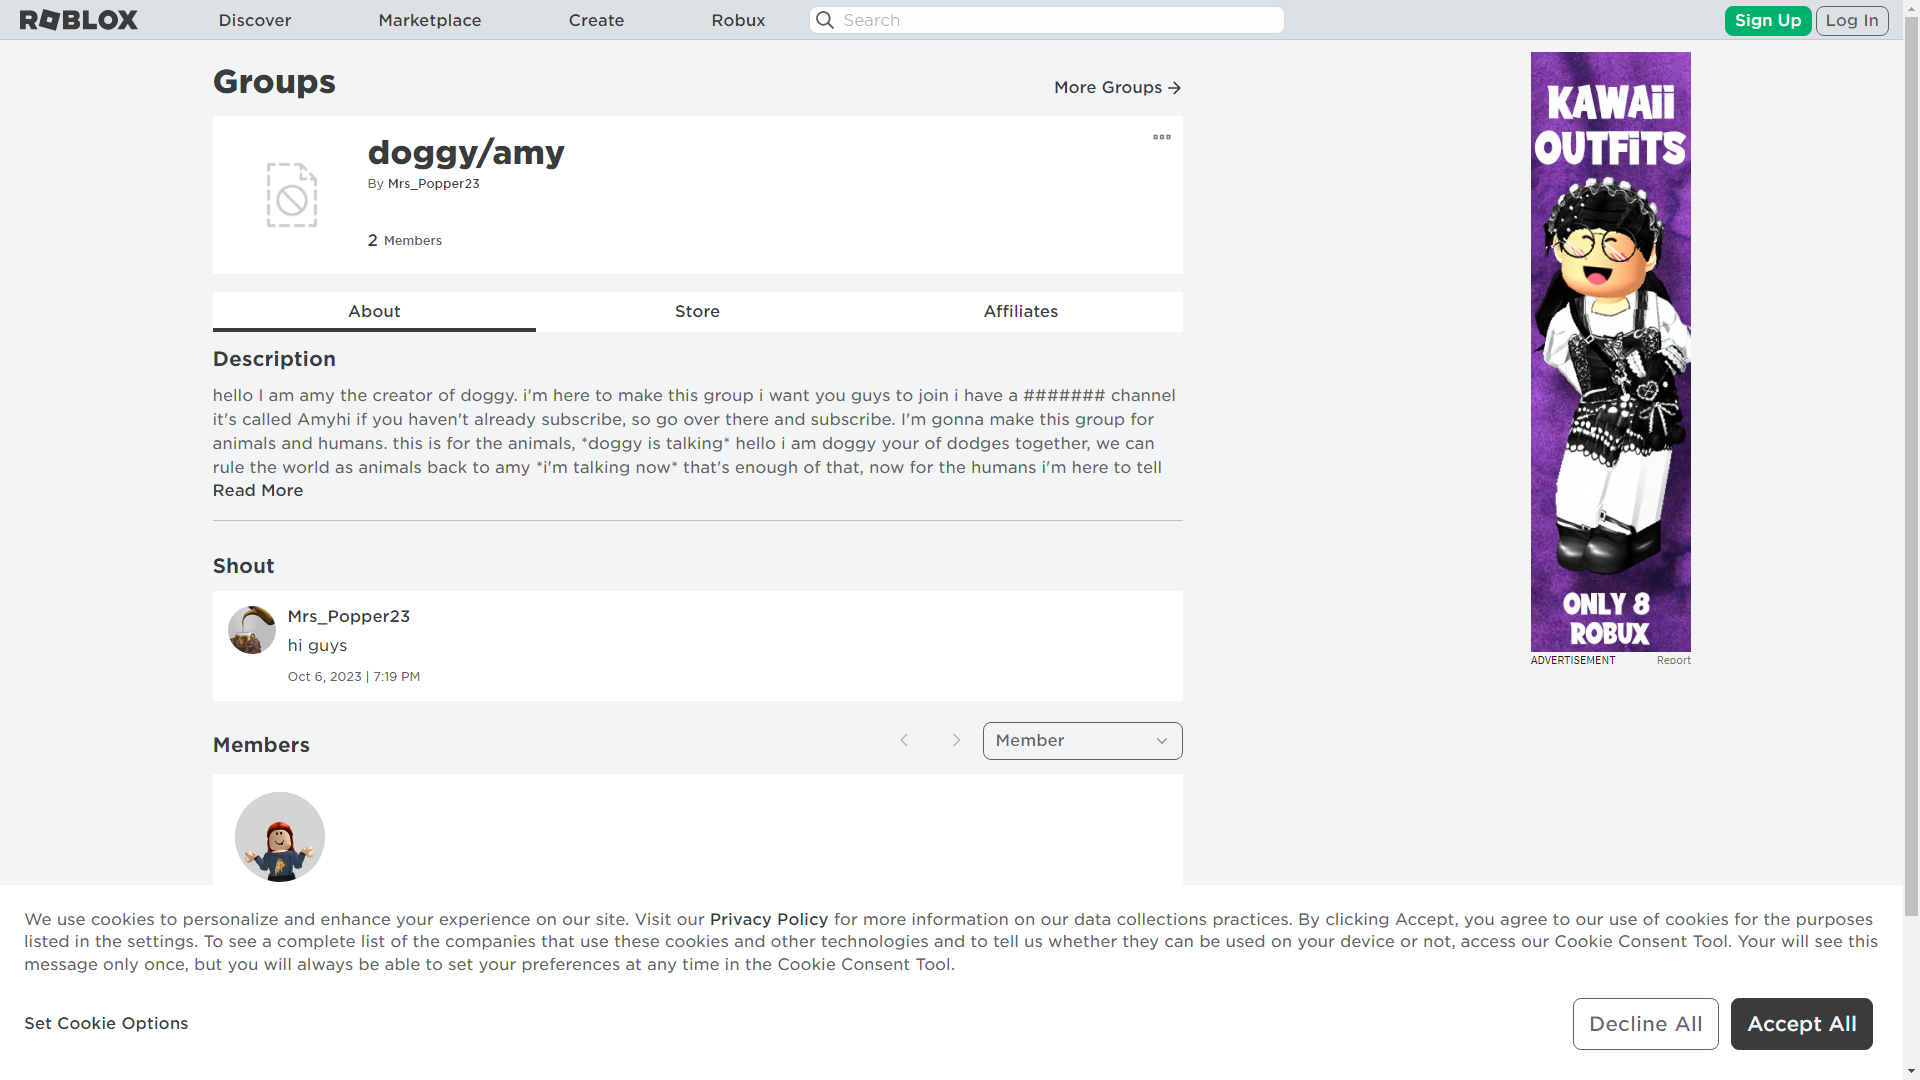 ROBLOX
Discover
Marketplace
Create
Robux
Search
Sign Up
Log In
Groups
More Groups
doggy/amy
By Mrs_Popper23
2 Members
About
Store
Affiliates
Description
hello I am amy the creator of doggy. i'm here to make this group i want you guys to join i have a ####### channel
it's called Amyhi if you haven't already subscribe, so go over there and subscribe. I'm gonna make this group for
animals and humans. this is for the animals, *doggy is talking* hello i am doggy your of dodges together, we can
rule the world as animals back to amy *i'm talking now* that's enough of that, now for the humans i'm here to tell
Read More
Shout
Mrs_Popper23
hi guys
Oct 6, 2023 | 7:19 PM
Members
Member
KAWAii
OUTFiTS
ONLY 8
ROBUX
ADVERTISEMENT
Report
We use cookies to personalize and enhance your experience on our site. Visit our Privacy Policy for more information on our data collections practices. By clicking Accept, you agree to our use of cookies for the purposes
listed in the settings. To see a complete list of the companies that use these cookies and other technologies and to tell us whether they can be used on your device or not, access our Cookie Consent Tool. Your will see this
message only once, but you will always be able to set your preferences at any time in the Cookie Consent Tool.
Set Cookie Options
Decline All
Accept All